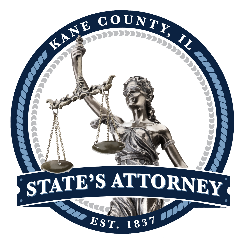 KANE COUNTY, IL
STATE'S ATTORNEY
EST. 1837